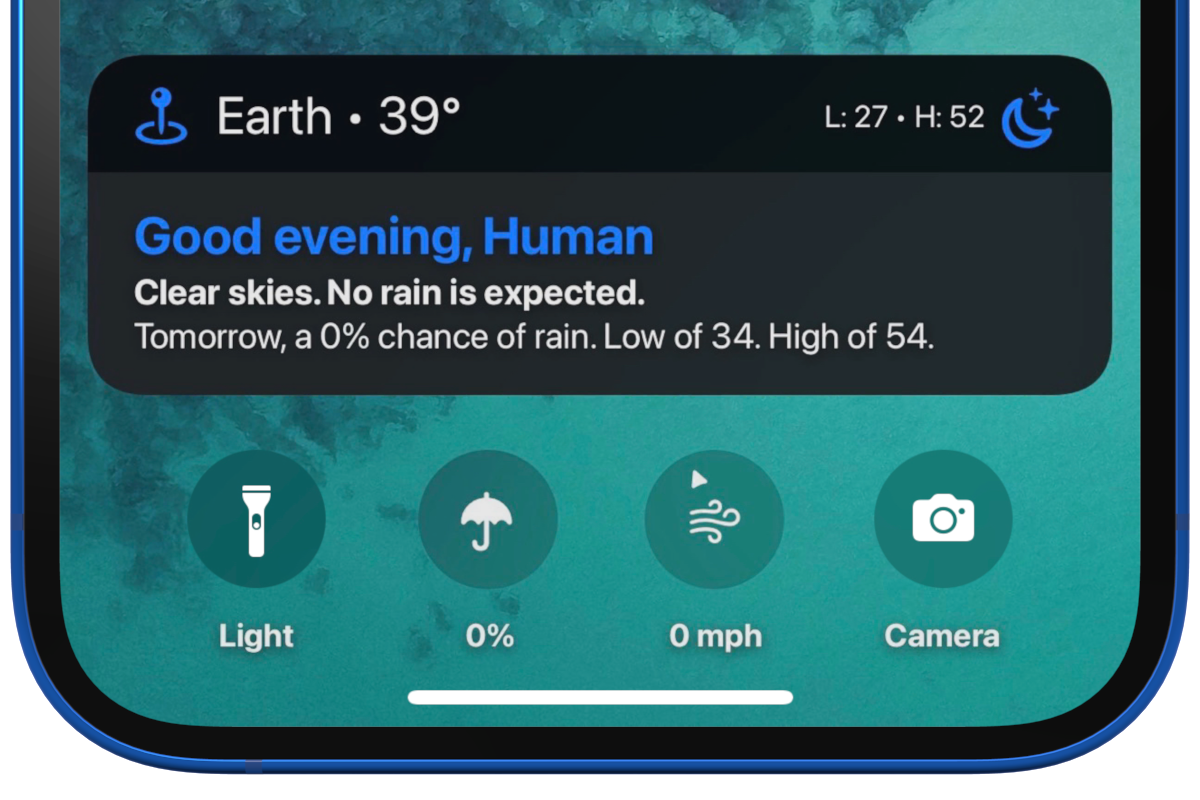 Earth • 39°
L: 27 • H: 52
Good evening, Human
Clear skies. No rain is expected.
Tomorrow, a 0% chance of rain. Low of 34. High of 54.
Light
0%
0 mph
Camera